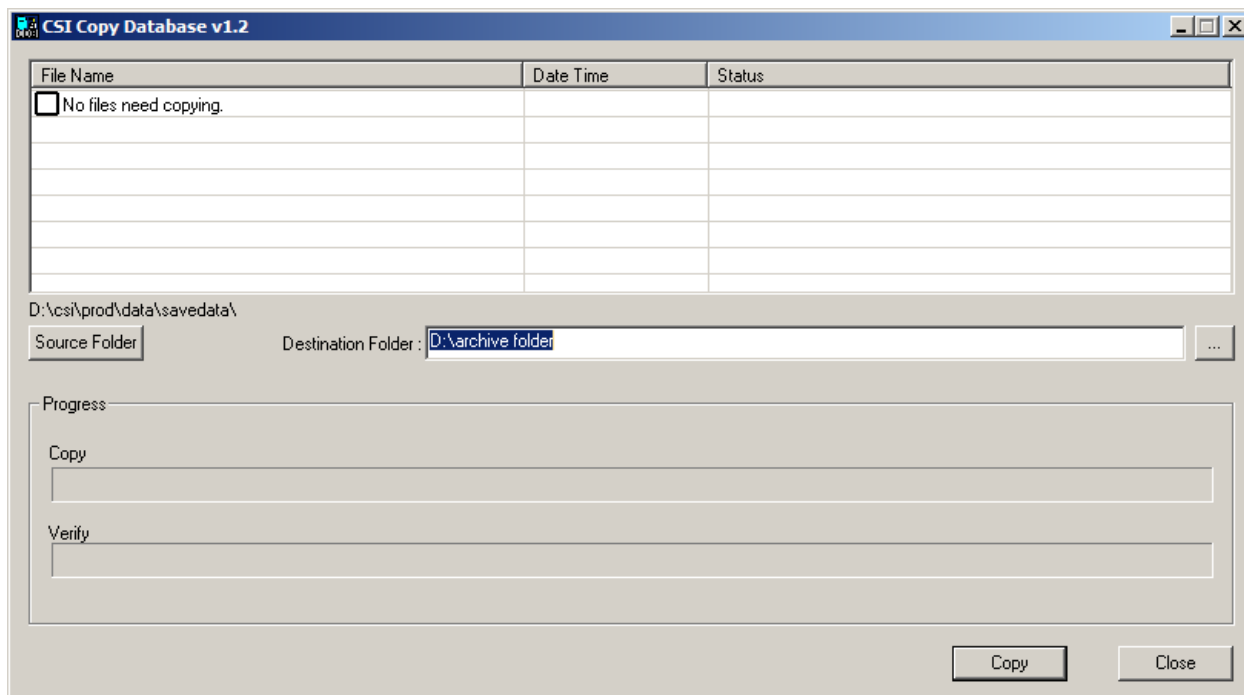 CSI Copy Database v1.2
File Name Date Time Status
No files need copying.
D:\csi\prod\data\savedata\
Source Folder Destination Folder : D:\archive folder ...
Progress
Copy
Verify
Copy Close